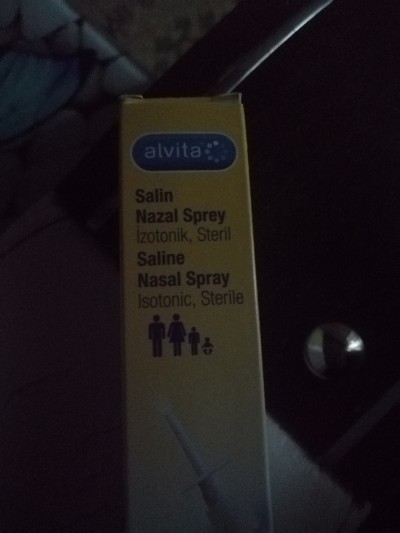 alvita
Salin
Nazal Sprey
İzotonik, Steril
Saline
Nasal Spray
Isotonic, Sterile